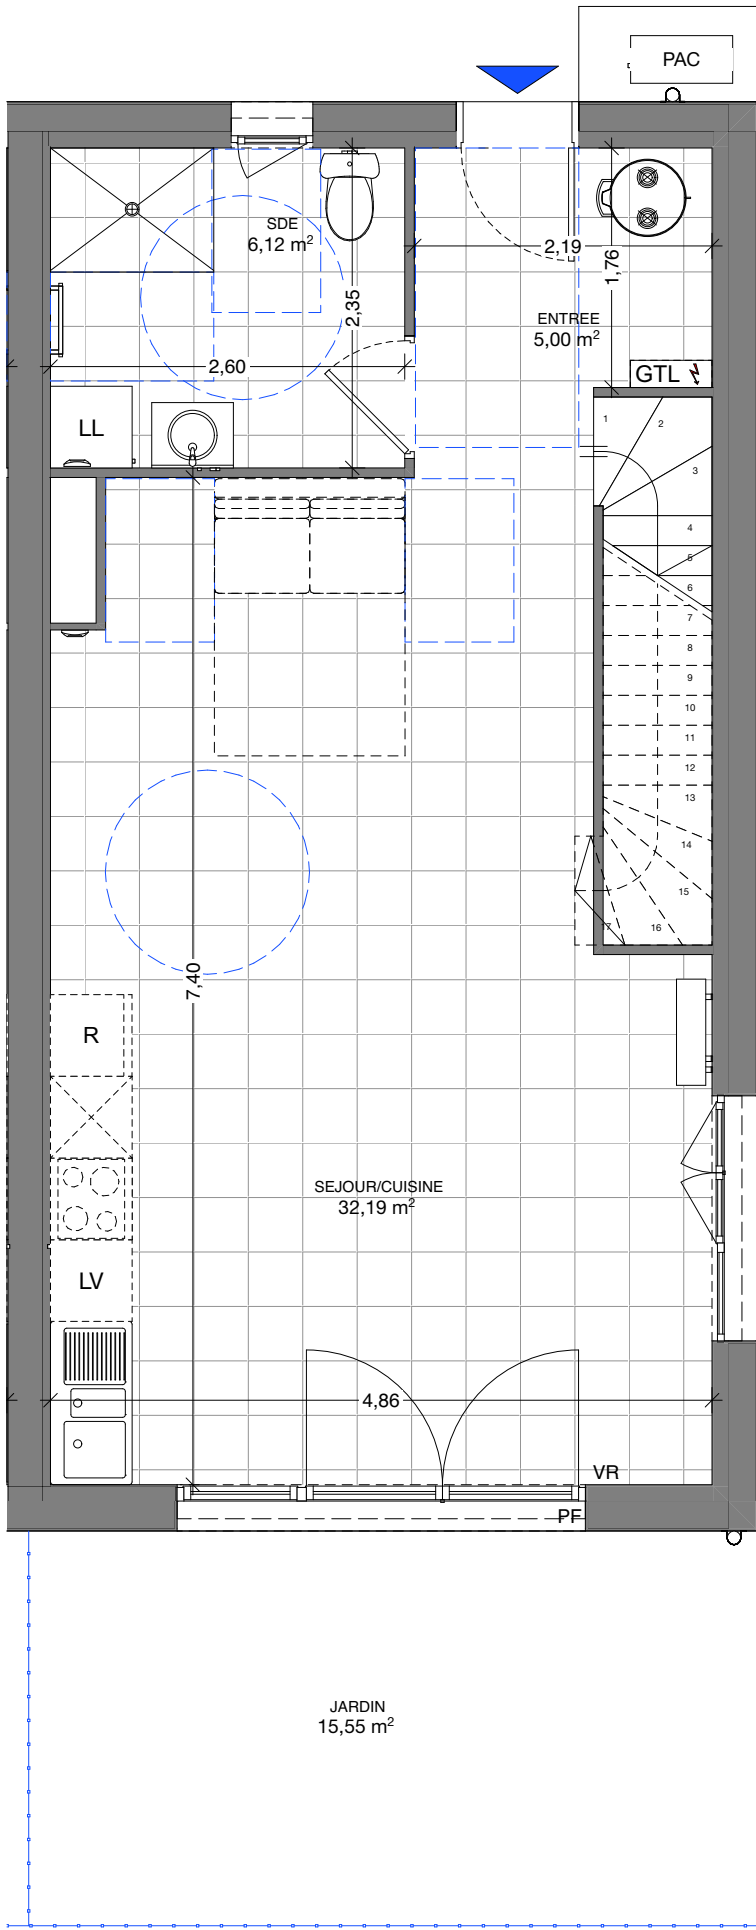 PAC
SDE
6,12 m²
2,19
1,76
2,35
ENTREE
5,00 m²
2,60
GTL
LL
1
2
3
4
5
6
7
8
9
10
11
12
13
14
15
16
17
7,40
R
SEJOUR/CUISINE
32,19 m²
LV
4,86
VR
PF
JARDIN
15,55 m²